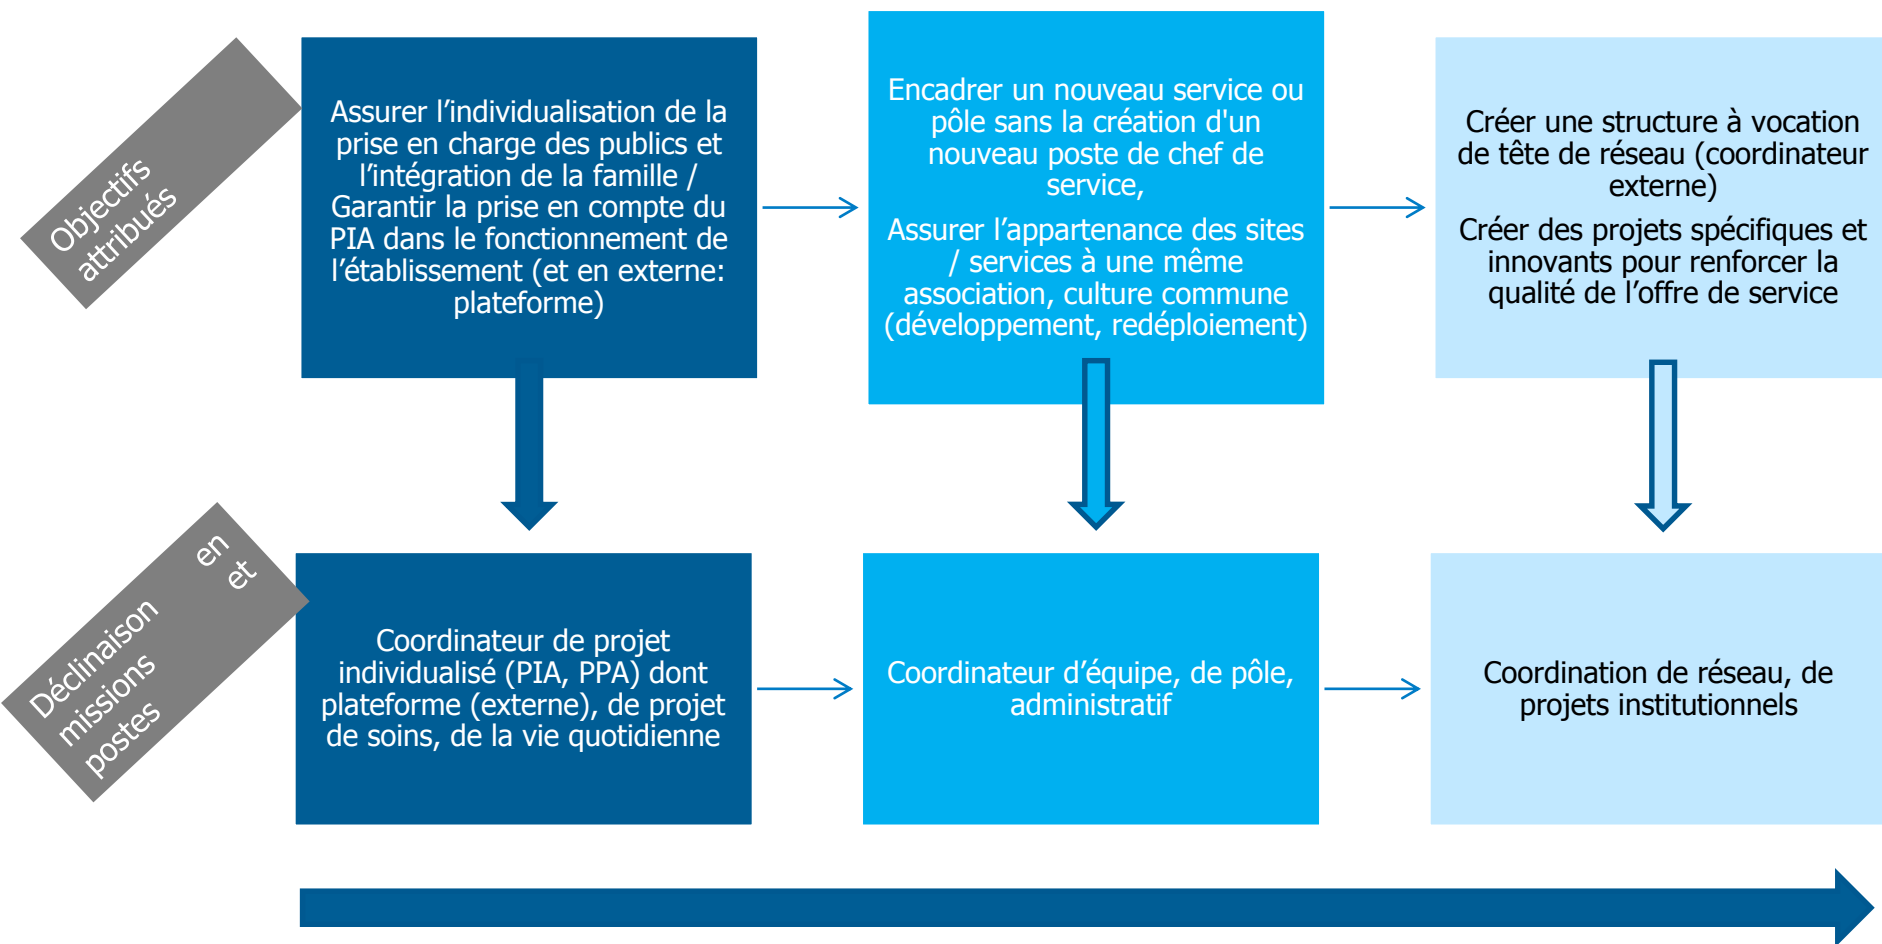 Objectifs
attribués
Assurer l’individualisation de la
prise en charge des publics et
l’intégration de la famille /
Garantir la prise en compte du
PIA dans le fonctionnement de
l’établissement (et en externe:
plateforme)
Encadrer un nouveau service ou
pôle sans la création d'un
nouveau poste de chef de
service,
Assurer l’appartenance des sites
/ services à une même
association, culture commune
(développement, redéploiement)
Créer une structure à vocation
de tête de réseau (coordinateur
externe)
Créer des projets spécifiques et
innovants pour renforcer la
qualité de l’offre de service
Déclinaison en
missions et
postes
Coordinateur de projet
individualisé (PIA, PPA) dont
plateforme (externe), de projet
de soins, de la vie quotidienne
Coordinateur d’équipe, de pôle,
administratif
Coordination de réseau, de
projets institutionnels